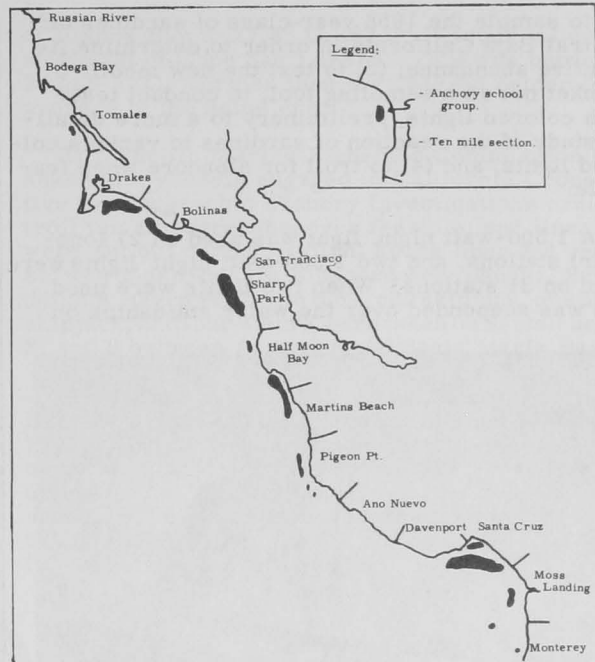 Russian River
Bodega Bay
Tomales
Drakes
Bolinas
San Francisco
Sharp
Park
Half Moon
Bay
Martins Beach
Pigeon Pt.
Ano Nuevo
Davenport
Santa Cruz
Moss
Landing
Monterey
Legend:
Anchovy school
group.
Ten mile section.